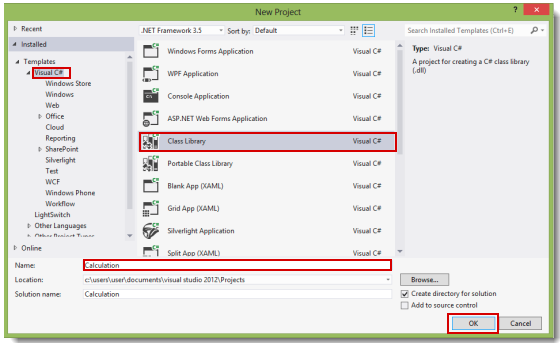 New Project
? ×
Recent
Installed
.NET Framework 3.5 Sort by: Default
Search Installed Templates (Ctrl+E)
Templates
Visual C#
Windows Store
Windows
Web
Office
Cloud
Reporting
SharePoint
Silverlight
Test
WCF
Windows Phone
Workflow
LightSwitch
Other Languages
Other Project Types
Online
Windows Forms Application Visual C#
WPF Application Visual C#
Console Application Visual C#
ASP.NET Web Forms Application Visual C#
Class Library Visual C#
Portable Class Library Visual C#
Blank App (XAML) Visual C#
Grid App (XAML) Visual C#
Silverlight Application Visual C#
Split App (XAML) Visual C#
Type: Visual C#
A project for creating a C# class library
(.dll)
Name: Calculation
Location: c:\users\user\documents\visual studio 2012\Projects Browse...
Solution name: Calculation
Create directory for solution
Add to source control
OK Cancel